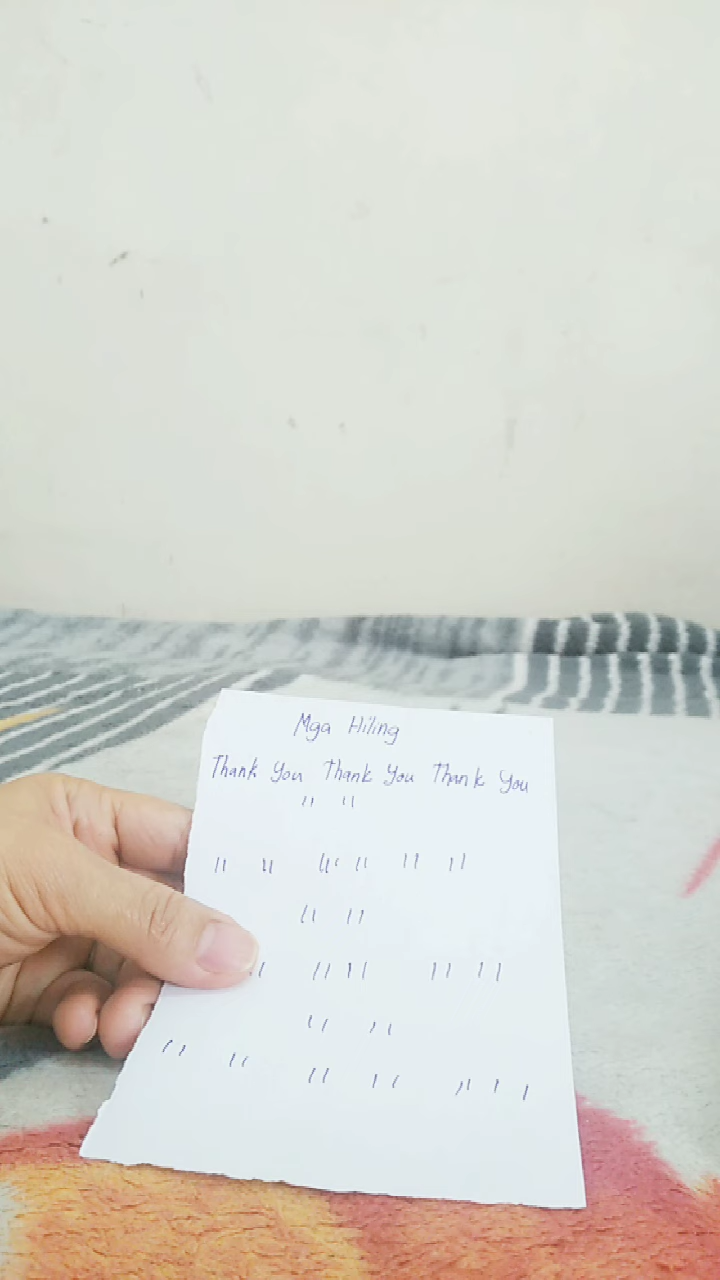 Mga Hiling
Thank You Thank You Thank You
" "
" " " " " "
" "
" " " " "
" "
" "
" " " " '